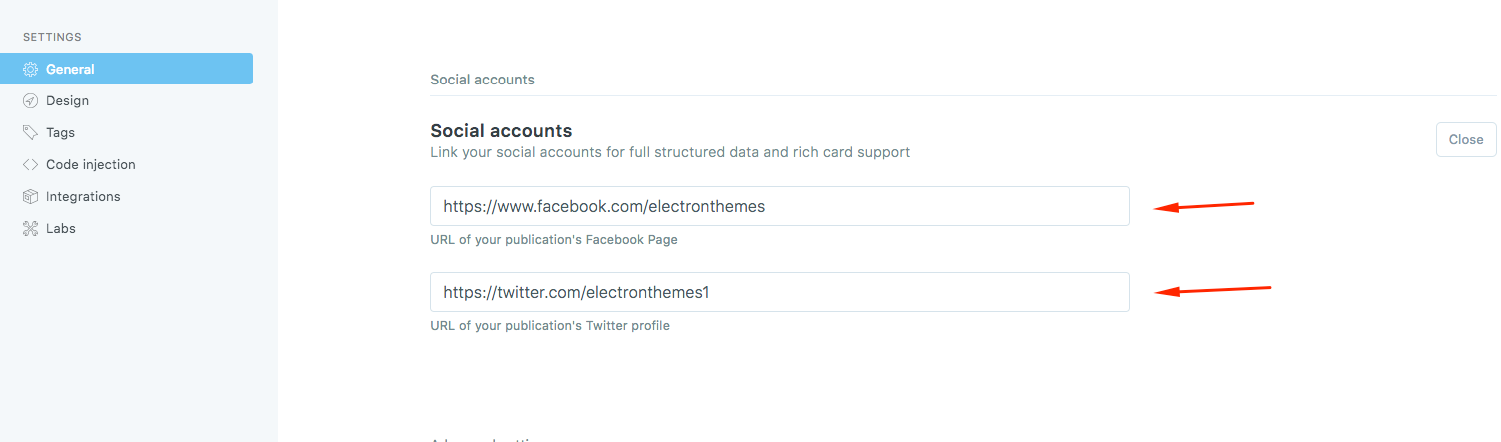 SETTINGS
General
Design
Tags
Code injection
Integrations
Labs
Social accounts
Social accounts
Link your social accounts for full structured data and rich card support
Close
https://www.facebook.com/electronthemes
URL of your publication's Facebook Page
https://twitter.com/electronthemes1
URL of your publication's Twitter profile